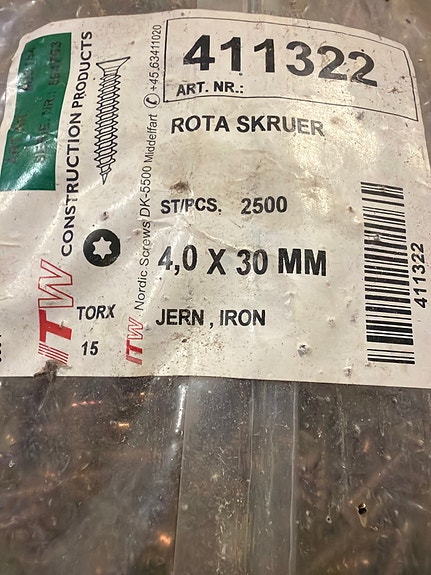 411322
ART. NR.:
ROTA SKRUER
ST/PCS. 2500
4,0 X 30 MM
JERN , IRON
TORX
15
ITW CONSTRUCTION PRODUCTS
ITW Nordic Screws DK-5500 Middelfart ✆ +45,63411020
411322